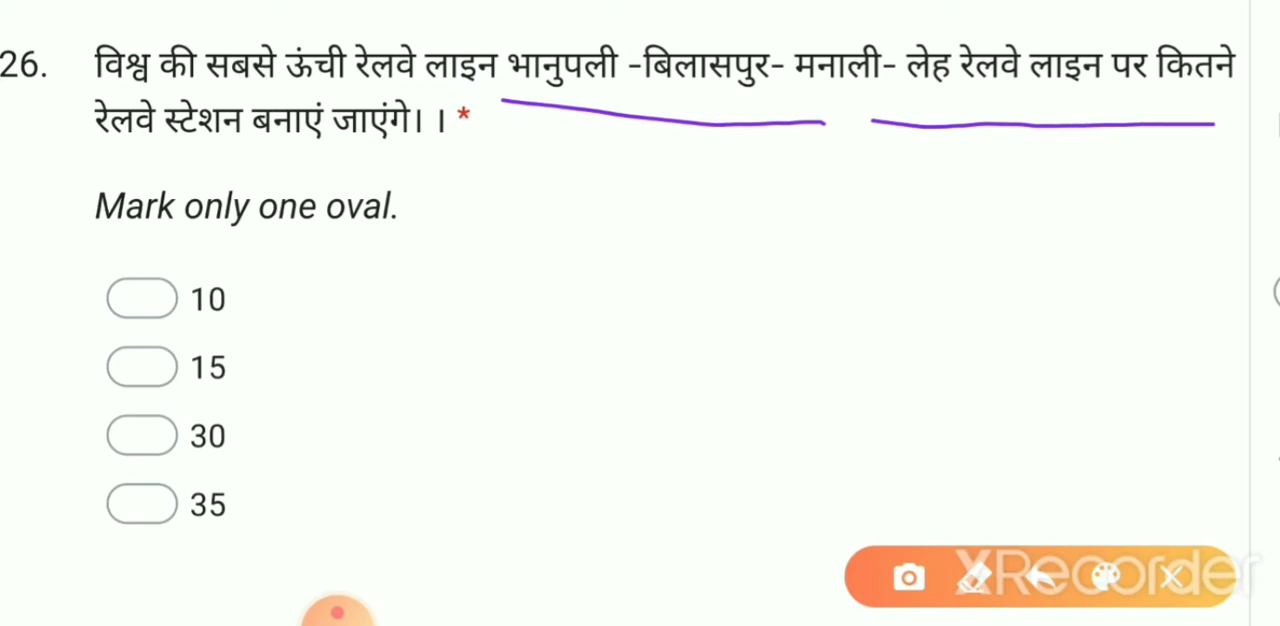 26. विश्व की सबसे ऊंची रेलवे लाइन भानुपली -बिलासपुर- मनाली- लेह रेलवे लाइन पर कितने
रेलवे स्टेशन बनाएं जाएंगे। । *
Mark only one oval.
10
15
30
35
XRecorder